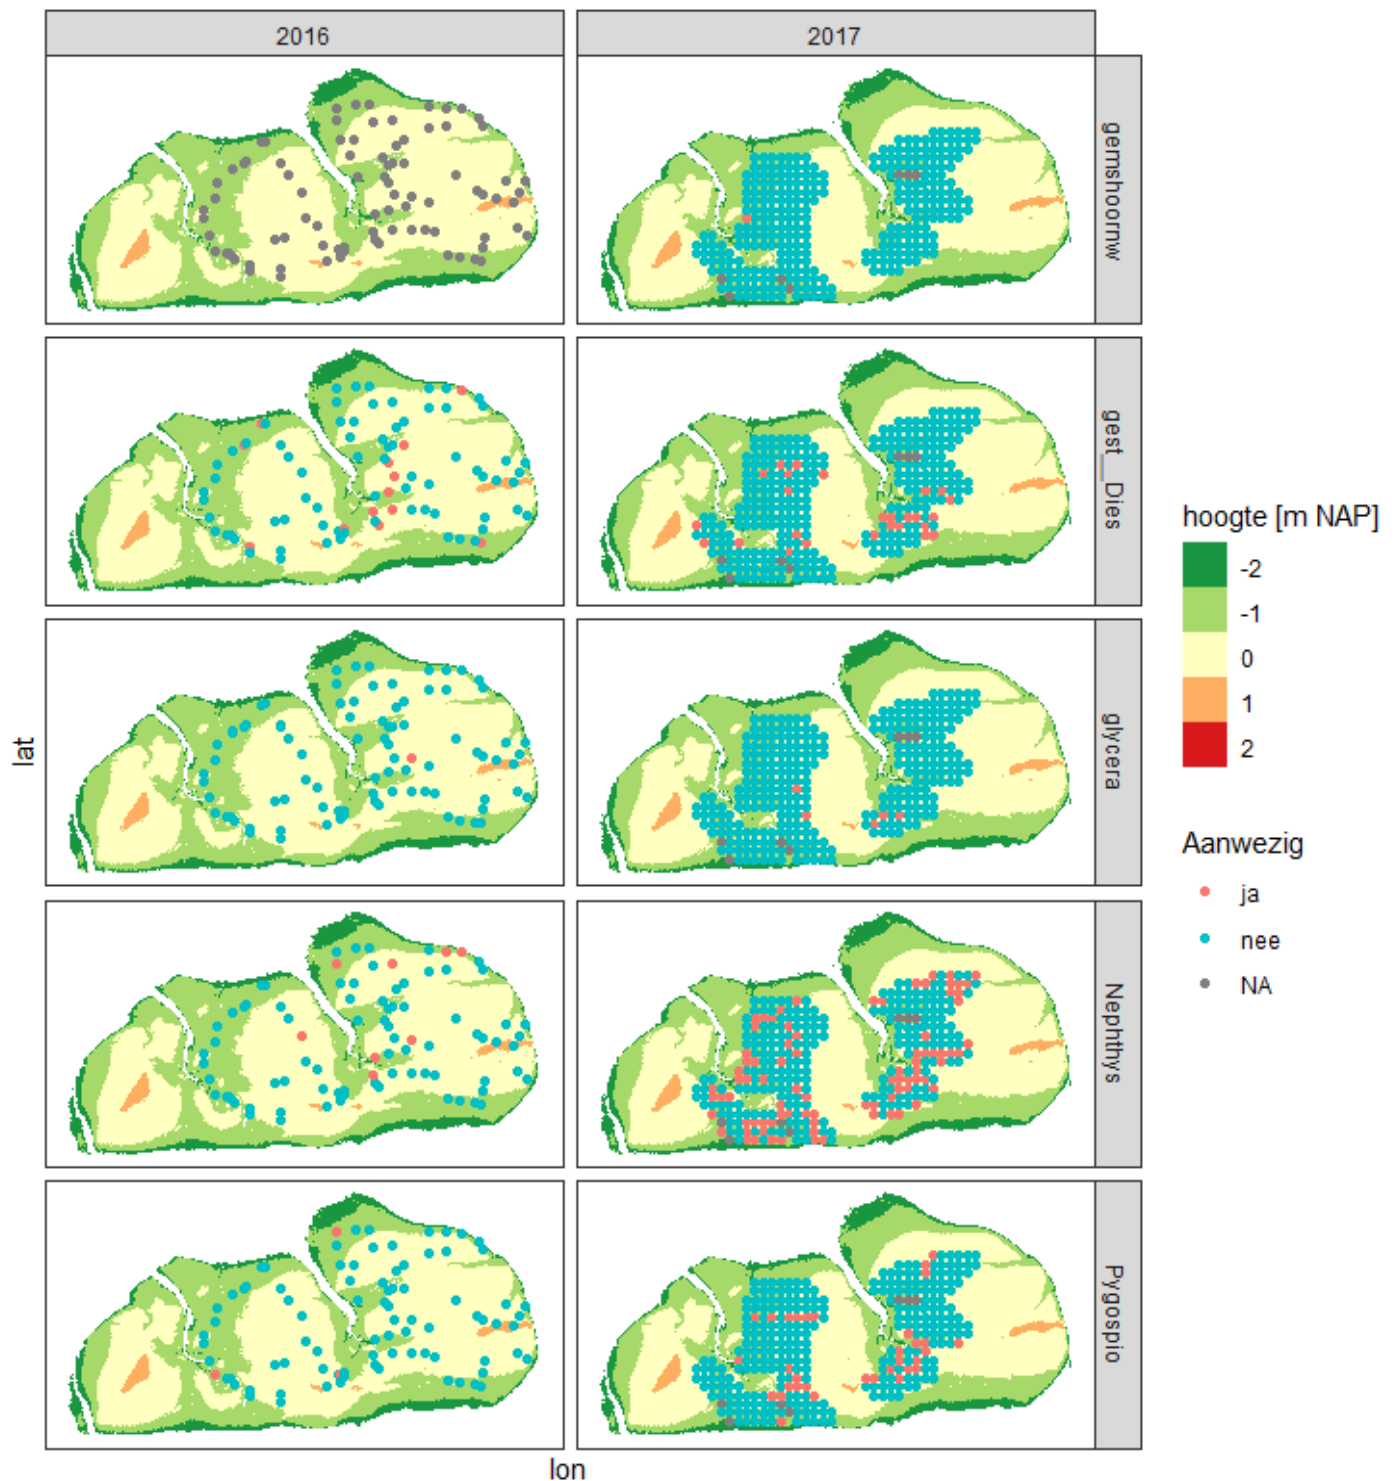 2016
2017
gemshoornw
gest__Dies
glycera
Nephthys
Pygospio
lat
lon
hoogte [m NAP]
-2
-1
0
1
2
Aanwezig
ja
nee
NA